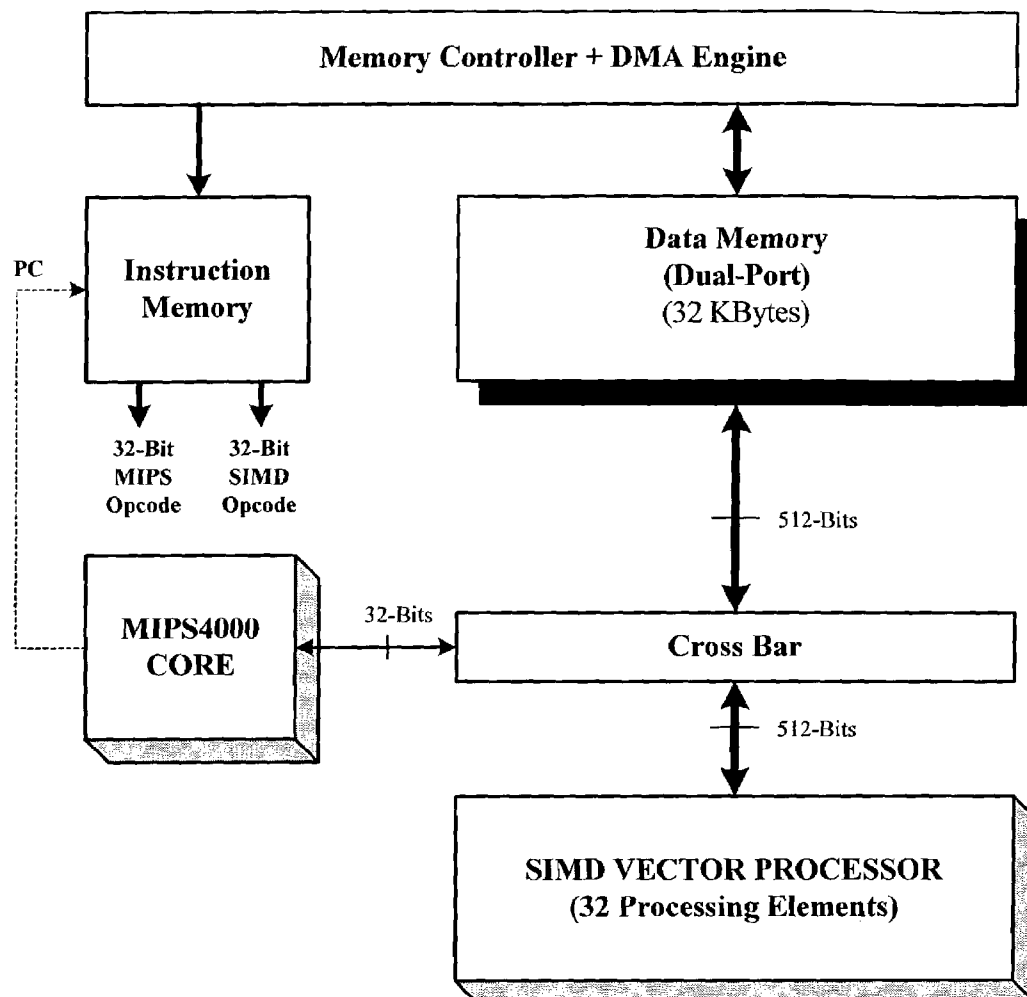 Memory Controller + DMA Engine
PC
Instruction
Memory
Data Memory
(Dual-Port)
(32 KBytes)
32-Bit
MIPS
Opcode
32-Bit
SIMD
Opcode
512-Bits
MIPS4000
CORE
32-Bits
Cross Bar
512-Bits
SIMD VECTOR PROCESSOR
(32 Processing Elements)